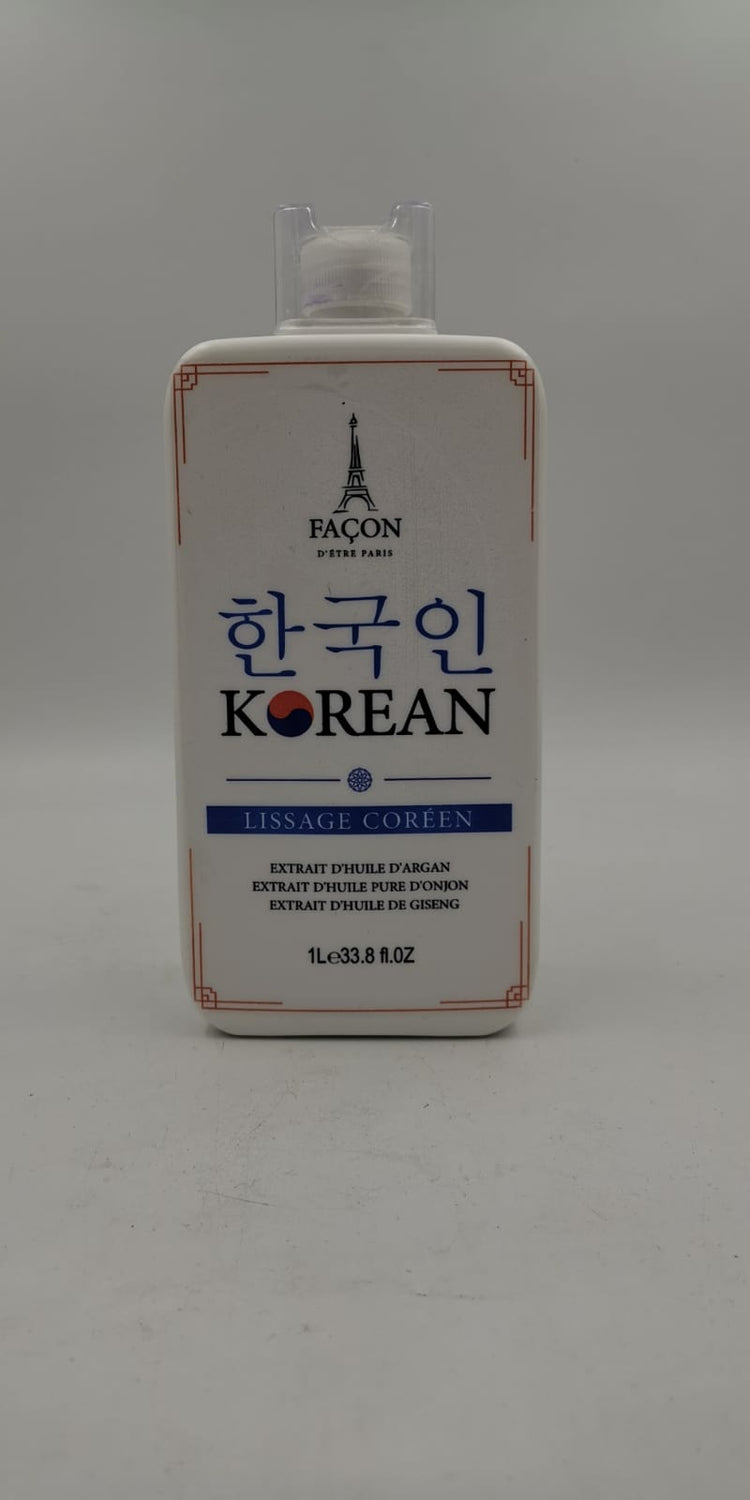 FAÇON
D'ÊTRE PARIS
한국인
KOREAN
LISSAGE CORÉEN
EXTRAIT D'HUILE D'ARGAN
EXTRAIT D'HUILE PURE D'ONJON
EXTRAIT D'HUILE DE GISENG
1Le33.8 fl.OZ